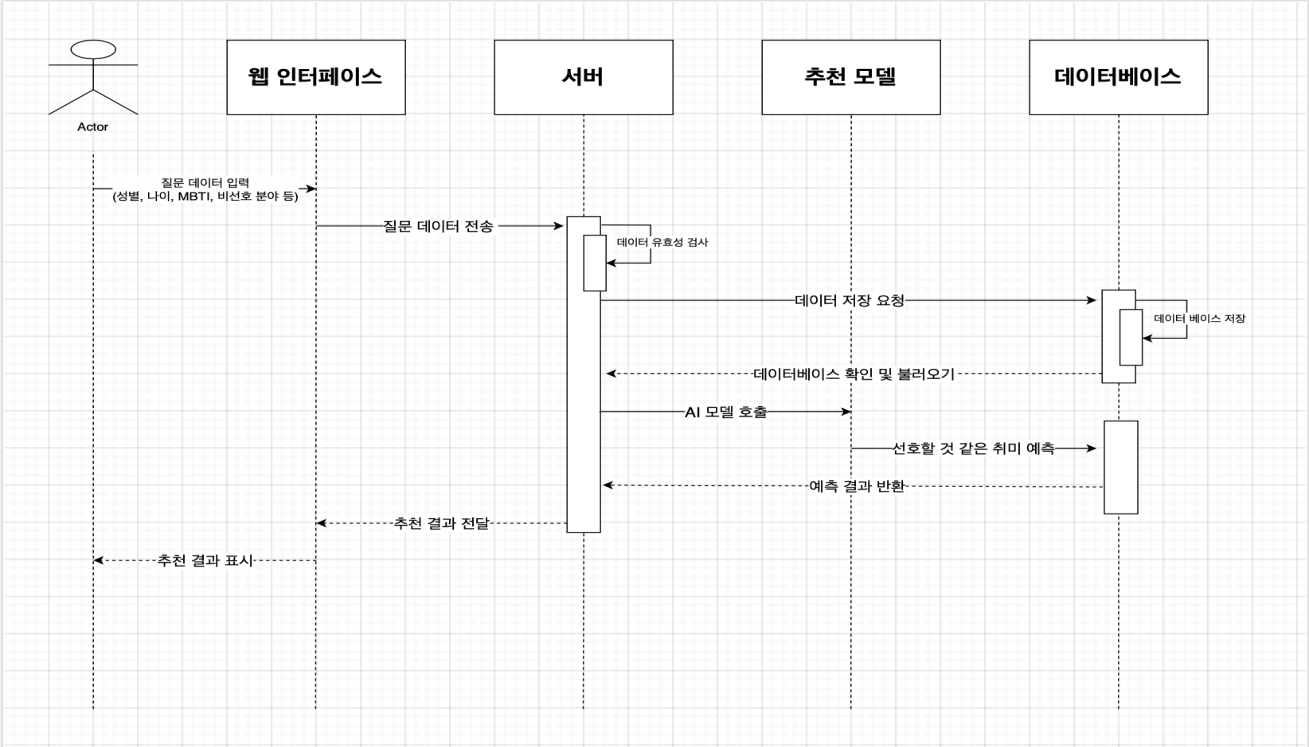 웹 인터페이스
서버
추천 모델
데이터베이스
Actor
질문 데이터 입력
(성별, 나이, MBTI, 비선호 분야 등)
질문 데이터 전송
데이터 유효성 검사
데이터 저장 요청
데이터 베이스 저장
데이터베이스 확인 및 불러오기
AI 모델 호출
선호할 것 같은 취미 예측
예측 결과 반환
추천 결과 전달
추천 결과 표시